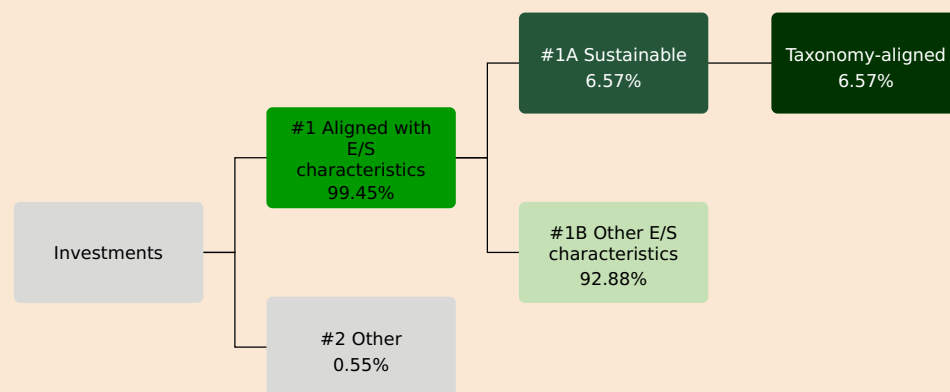 #1A Sustainable
6.57%
Taxonomy-aligned
6.57%
#1 Aligned with
E/S
characteristics
99.45%
Investments
#1B Other E/S
characteristics
92.88%
#2 Other
0.55%